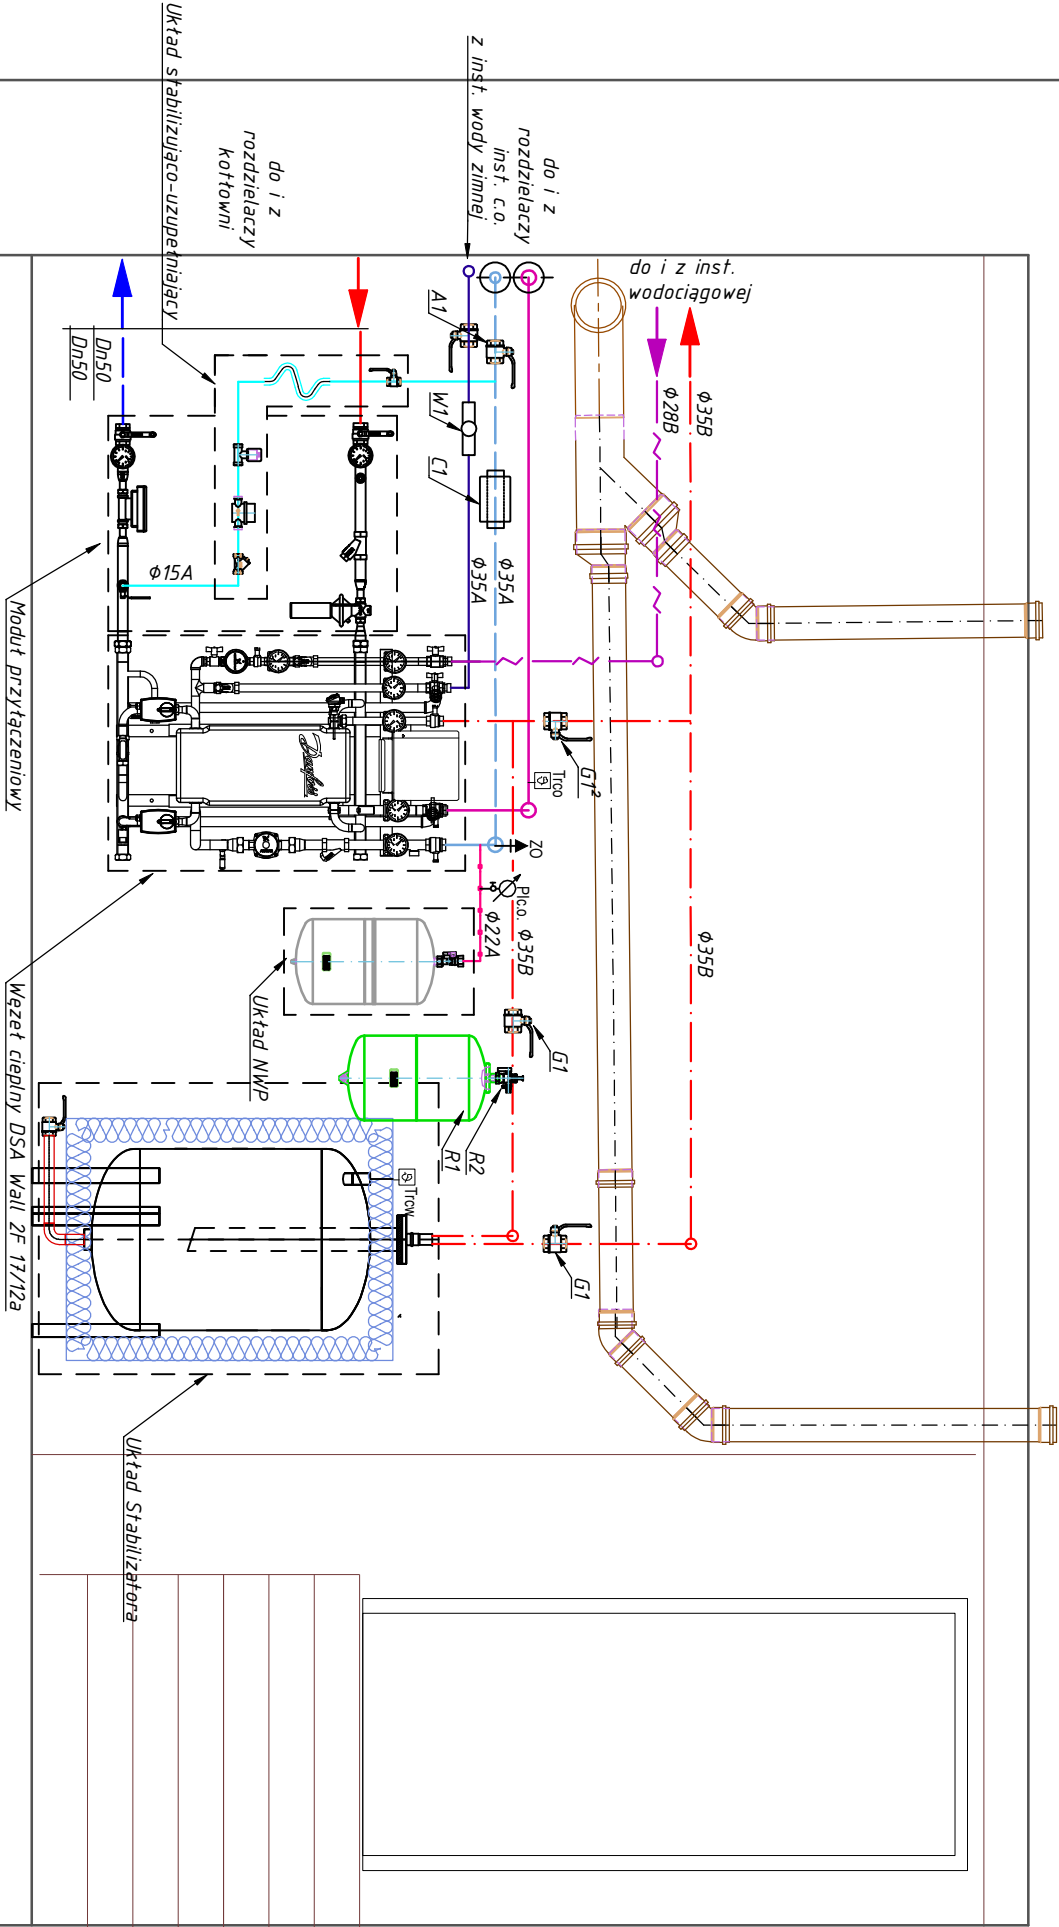 Układ stabilizująco-uzupełniający
do i z
rozdzielaczy
kotłowni
z inst. wody zimnej
do i z
rozdzielaczy
inst. c.o.
do i z inst.
wodociągowej
Dn50
Dn50
A1
W1
C1
ϕ35B
ϕ28B
ϕ15A
ϕ35A
ϕ35A
Moduł przyłączeniowy
Danfoss
G1²
Trco
ZO
PIc.o.
ϕ35B
ϕ22A
ϕ35B
Układ NWP
G1
R2
R1
Trcw
G1
Węzeł cieplny DSA Wall 2F 17/12a
Układ Stabilizatora